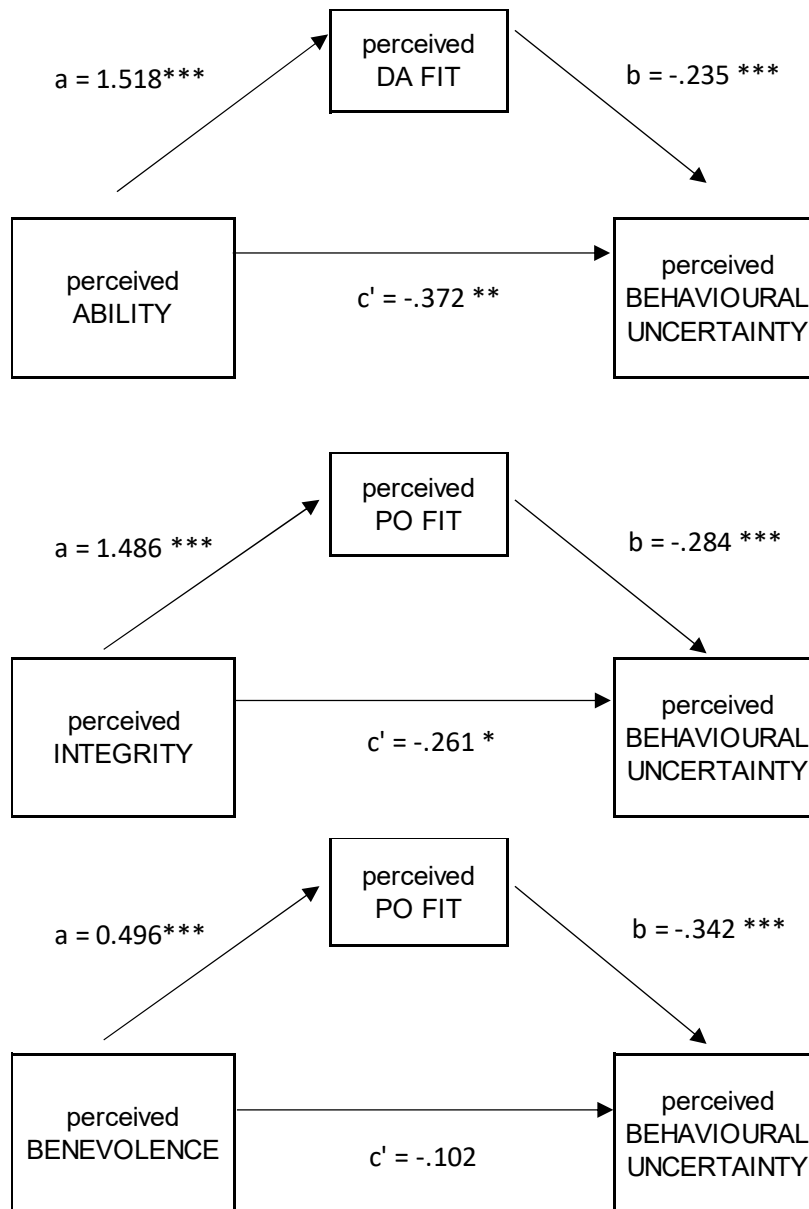 perceived
DA FIT
a = 1.518***
b = -.235 ***
perceived
ABILITY
c' = -.372 **
perceived
BEHAVIOURAL
UNCERTAINTY
perceived
PO FIT
a = 1.486 ***
b = -.284 ***
perceived
INTEGRITY
c' = -.261 *
perceived
BEHAVIOURAL
UNCERTAINTY
perceived
PO FIT
a = 0.496***
b = -.342 ***
perceived
BENEVOLENCE
c' = -.102
perceived
BEHAVIOURAL
UNCERTAINTY